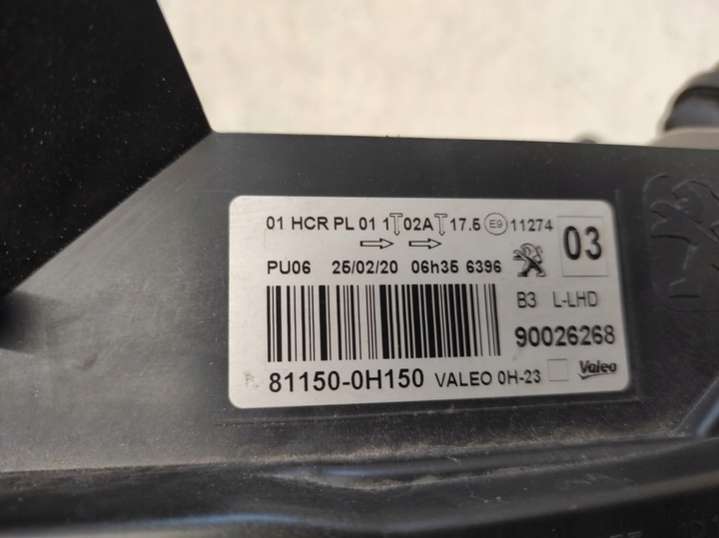 01 HCR PL 01 1 02A 17.5 E9 11274
03
PU06 25/02/20 06h35 6396
B3 L-LHD
90026268
81150-0H150 VALEO 0H-23 Valeo